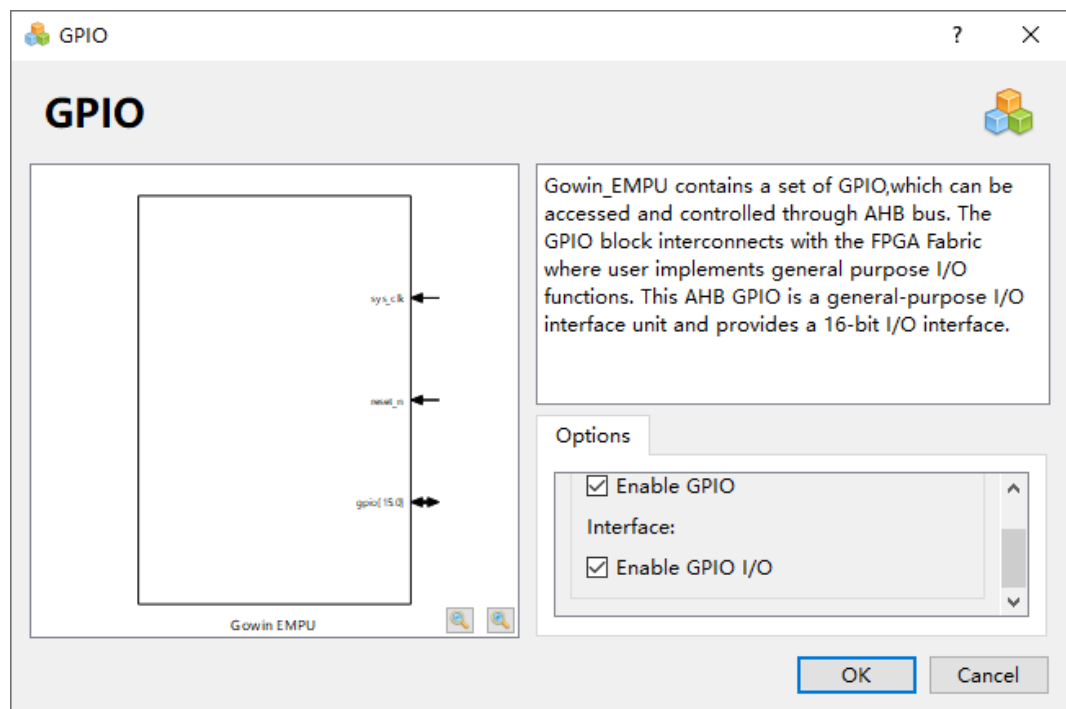 GPIO
?
GPIO
sys_clk
reset_n
gpio[15:0]
Gowin EMPU
Gowin_EMPU contains a set of GPIO,which can be
accessed and controlled through AHB bus. The
GPIO block interconnects with the FPGA Fabric
where user implements general purpose I/O
functions. This AHB GPIO is a general-purpose I/O
interface unit and provides a 16-bit I/O interface.
Options
Enable GPIO
Interface:
Enable GPIO I/O
OK
Cancel